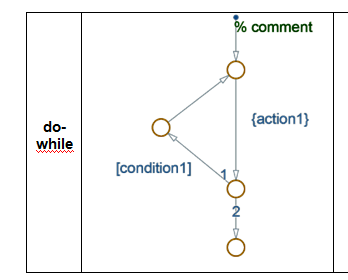 % comment
do-
while
{action1}
[condition1]
1
2